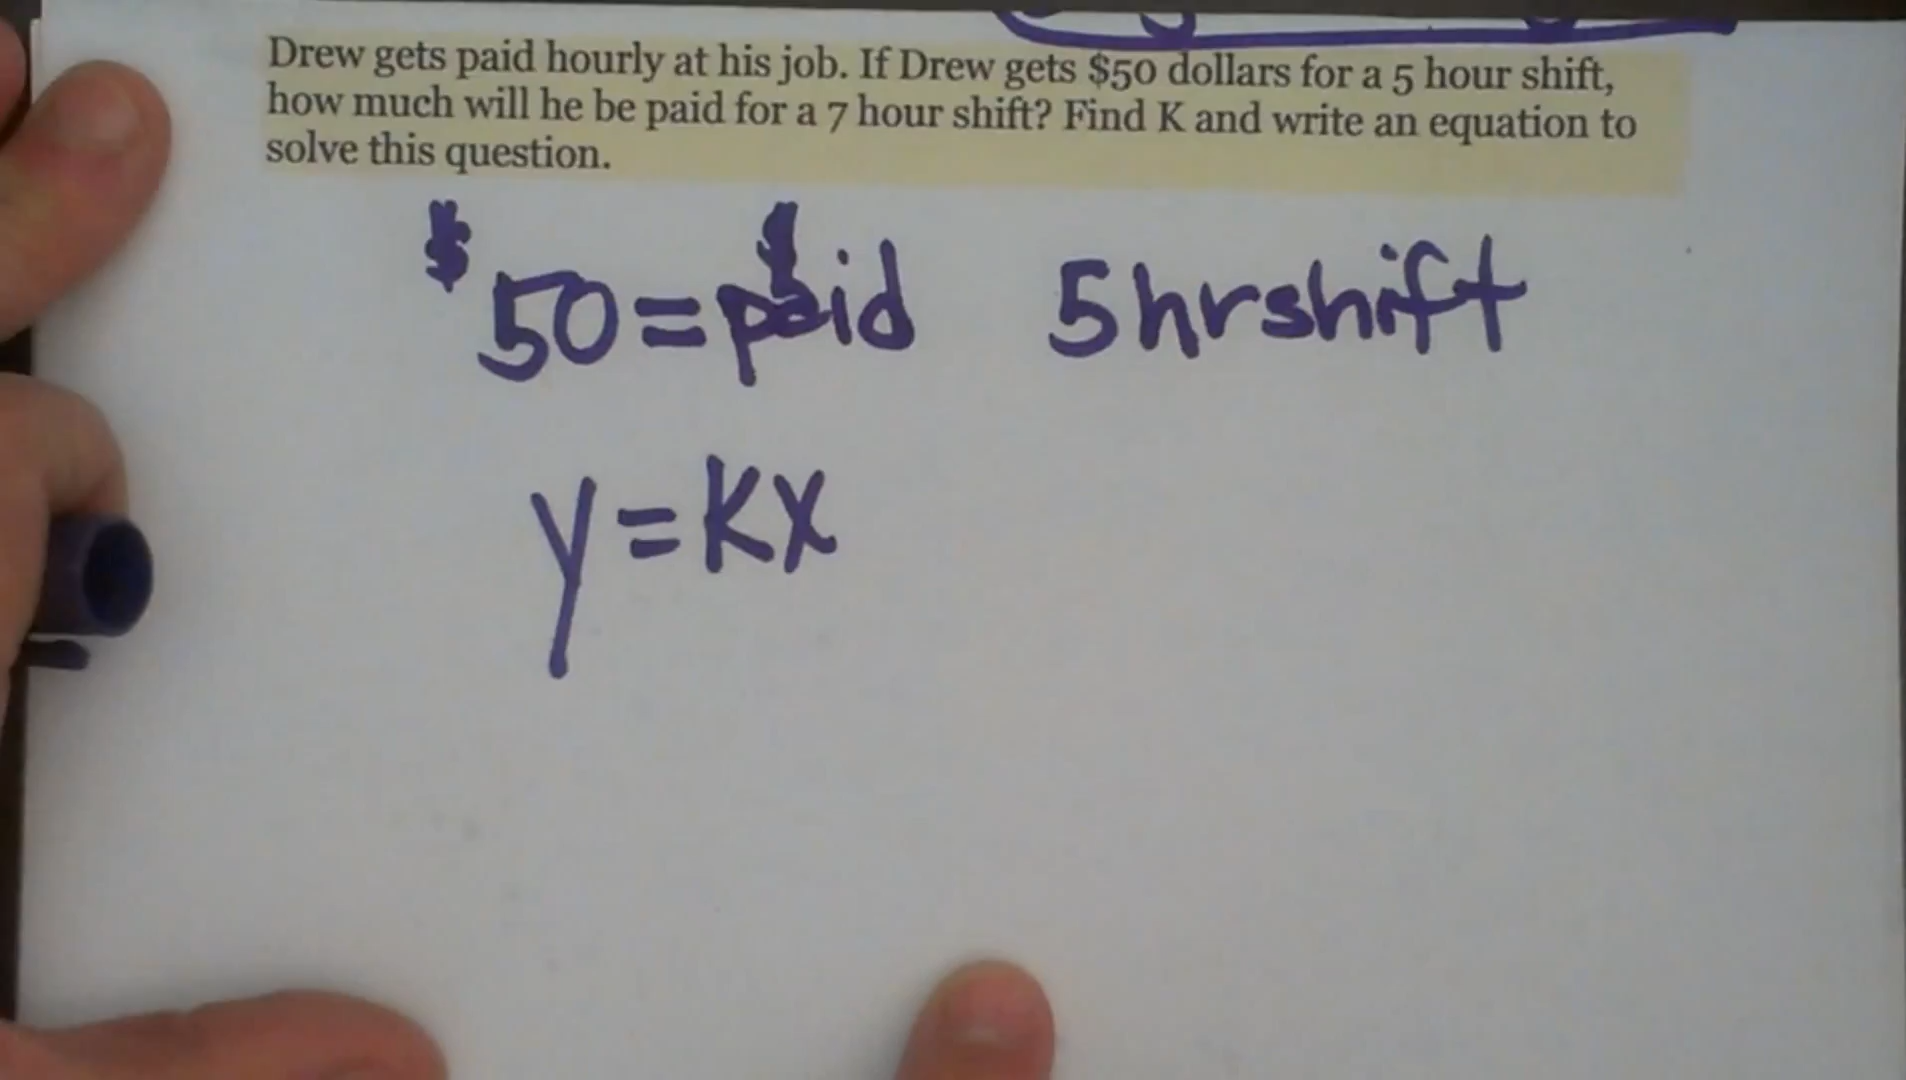 Drew gets paid hourly at his job. If Drew gets $50 dollars for a 5 hour shift,
how much will he be paid for a 7 hour shift? Find K and write an equation to
solve this question.
$50=paid 5hrshift
y=Kx